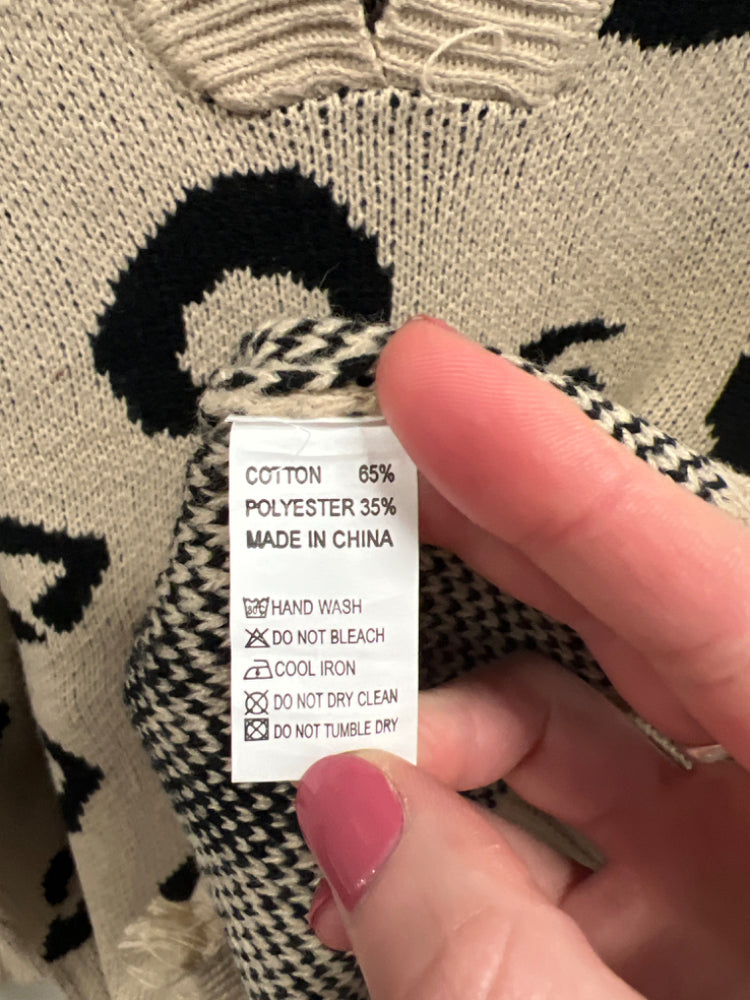 COTTON 65%
POLYESTER 35%
MADE IN CHINA
HAND WASH
DO NOT BLEACH
COOL IRON
DO NOT DRY CLEAN
DO NOT TUMBLE DRY